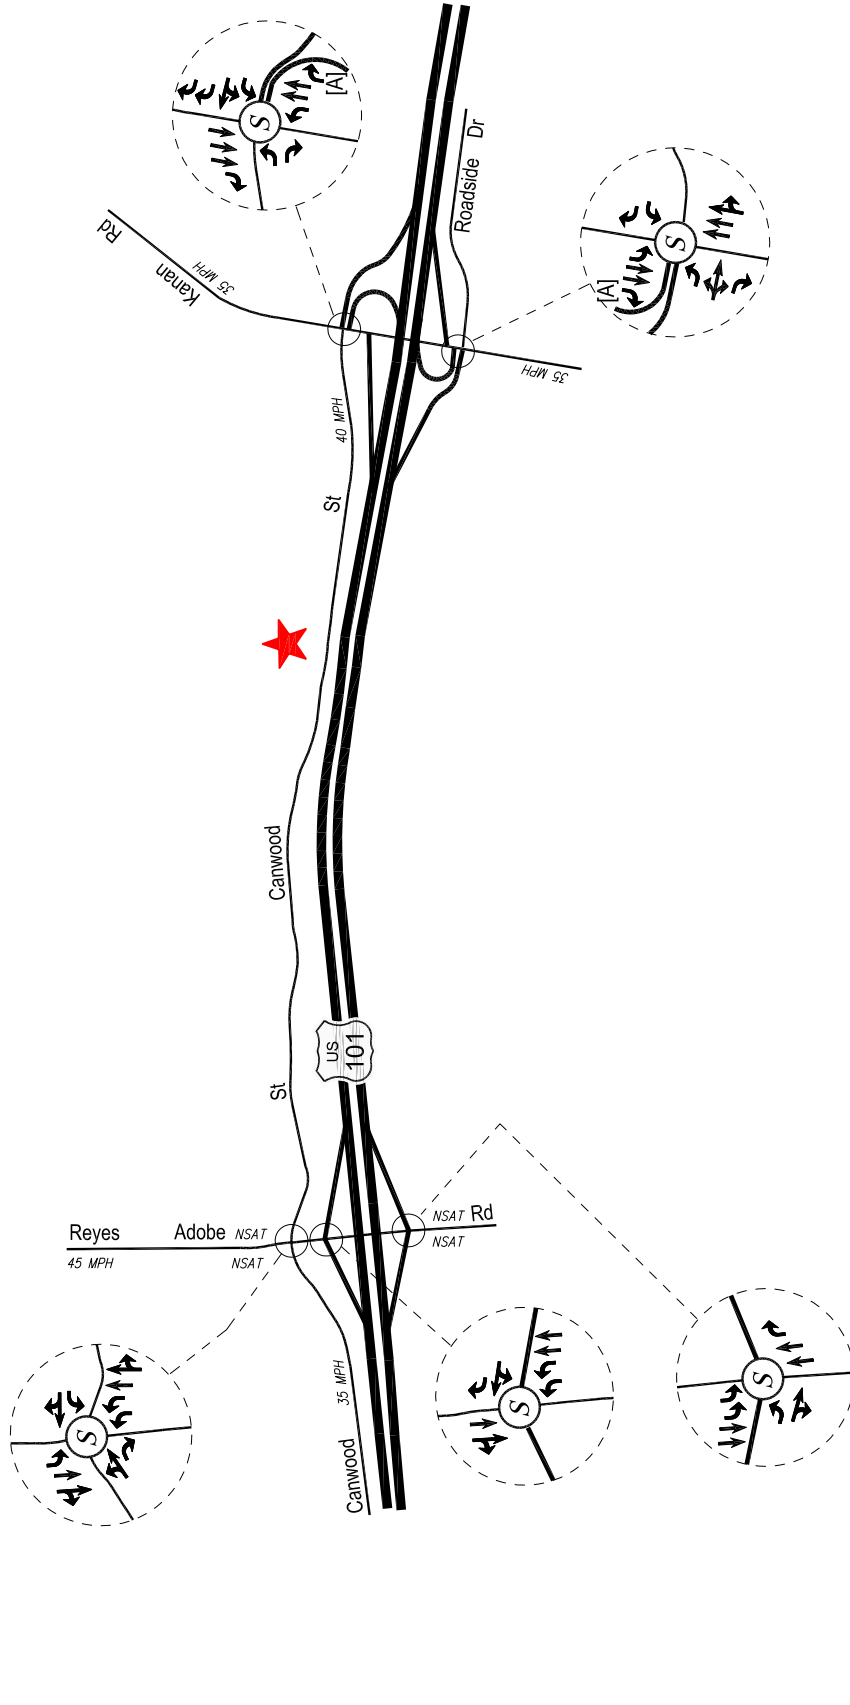 S
[A]
Roadside Dr
S
[A]
Kanan Rd
35 MPH
35 MPH
40 MPH
St
Canwood
US
101
St
Reyes Adobe NSAT
NSAT Rd
45 MPH
NSAT
NSAT
35 MPH
Canwood
S
S
S